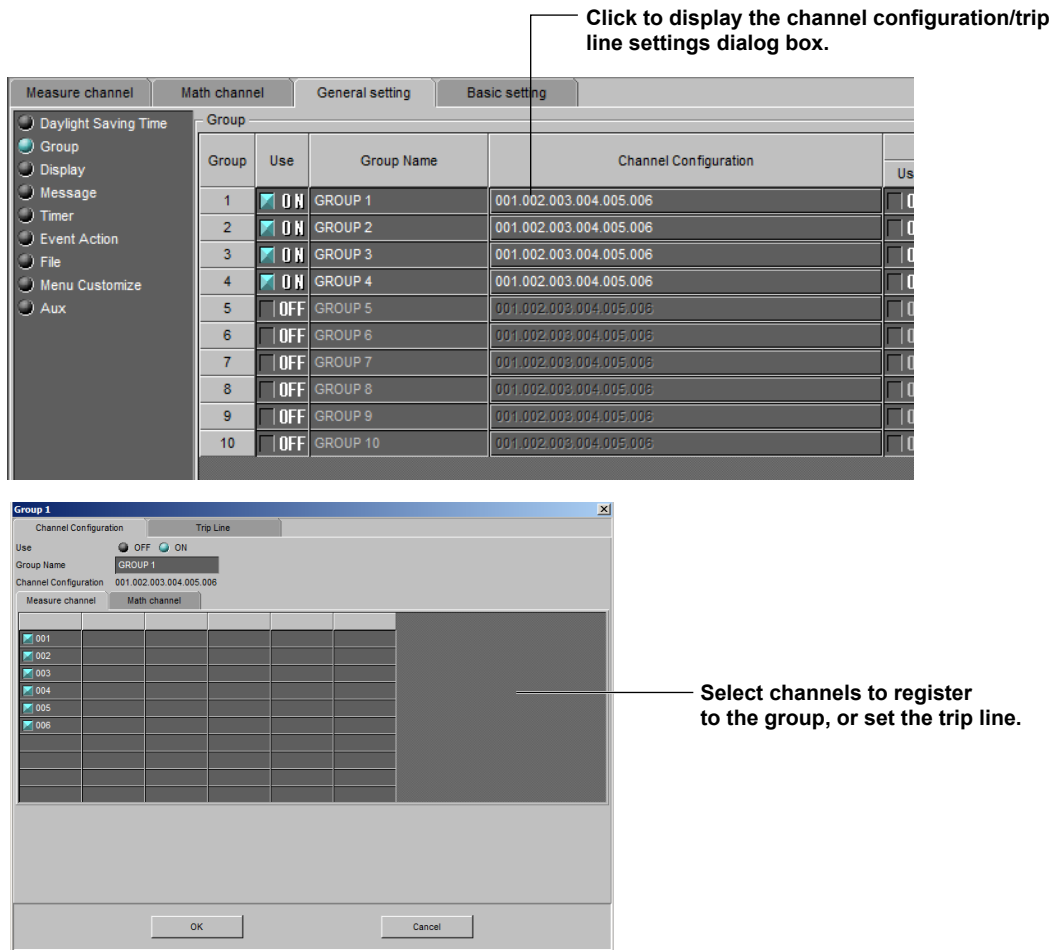 Click to display the channel configuration/trip
line settings dialog box.
Measure channel Math channel General setting Basic setting
Daylight Saving Time
Group
Display
Message
Timer
Event Action
File
Menu Customize
Aux
Group
Group Use Group Name Channel Configuration
1 ON GROUP 1 001.002.003.004.005.006
2 ON GROUP 2 001.002.003.004.005.006
3 ON GROUP 3 001.002.003.004.005.006
4 ON GROUP 4 001.002.003.004.005.006
5 OFF GROUP 5 001.002.003.004.005.006
6 OFF GROUP 6 001.002.003.004.005.006
7 OFF GROUP 7 001.002.003.004.005.006
8 OFF GROUP 8 001.002.003.004.005.006
9 OFF GROUP 9 001.002.003.004.005.006
10 OFF GROUP 10 001.002.003.004.005.006
Group 1
Channel Configuration Trip Line
Use OFF ON
Group Name GROUP 1
Channel Configuration 001.002.003.004.005.006
Measure channel Math channel
001
002
003
004
005
006
Select channels to register
to the group, or set the trip line.
OK Cancel